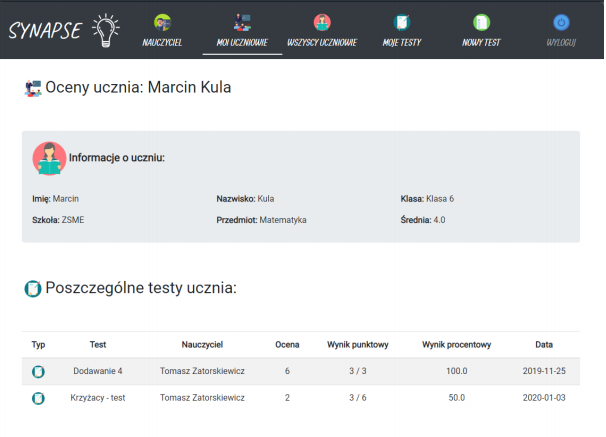 SYNAPSE
NAUCZYCIEL MOI UCZNIOWIE WSZYSCY UCZNIOWIE MOJE TESTY NOWY TEST WYLOGUJ
Oceny ucznia: Marcin Kula
Informacje o uczniu:
Imię: Marcin Nazwisko: Kula Klasa: Klasa 6
Szkoła: ZSME Przedmiot: Matematyka Średnia: 4.0
Poszczególne testy ucznia:
Typ Test Nauczyciel Ocena Wynik punktowy Wynik procentowy Data
Dodawanie 4 Tomasz Zatorskiewicz 6 3 / 3 100.0 2019-11-25
Krzyżacy - test Tomasz Zatorskiewicz 2 3 / 6 50.0 2020-01-03